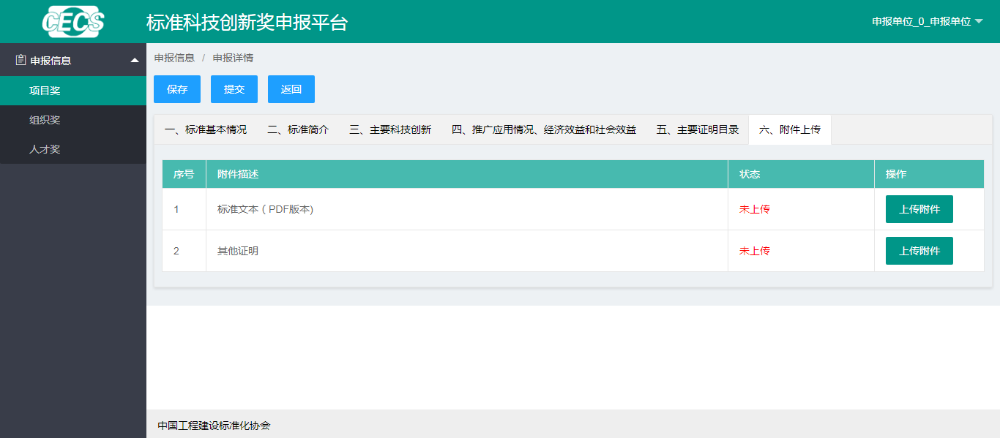 CECS
标准科技创新奖申报平台
申报单位_0_申报单位
申报信息
项目奖
组织奖
人才奖
申报信息 / 申报详情
保存 提交 返回
一、标准基本情况 二、标准简介 三、主要科技创新 四、推广应用情况、经济效益和社会效益 五、主要证明目录 六、附件上传
序号 附件描述 状态 操作
1 标准文本（PDF版本) 未上传 上传附件
2 其他证明 未上传 上传附件
中国工程建设标准化协会